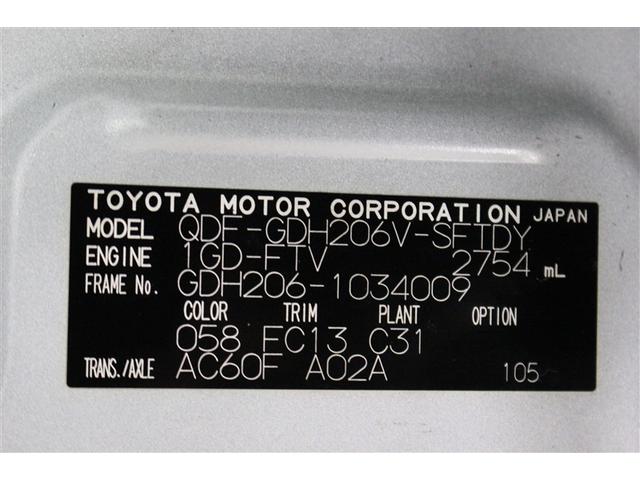 TOYOTA MOTOR CORPORATION JAPAN
MODEL QDF-GDH206V-SFTDY
ENGINE 1GD-FTV 2754 mL
FRAME No. GDH206-1034009
COLOR TRIM PLANT OPTION
058 FC13 C31
TRANS./AXLE AC60F A02A 105